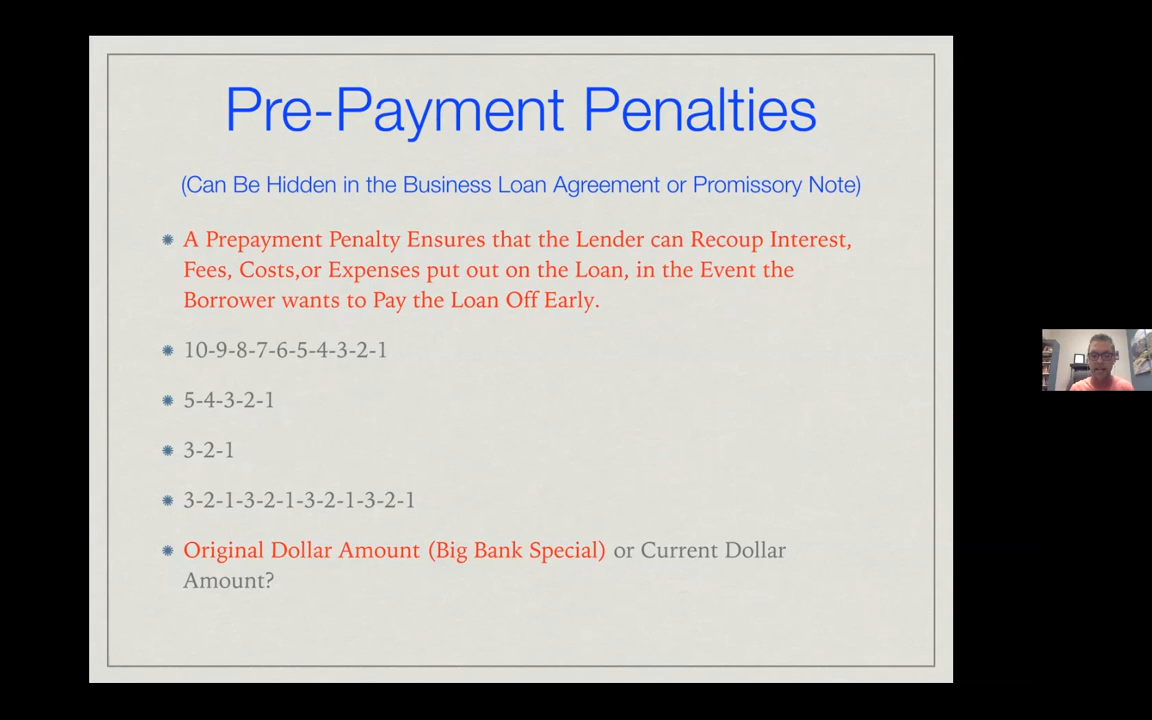 Pre-Payment Penalties
(Can Be Hidden in the Business Loan Agreement or Promissory Note)
A Prepayment Penalty Ensures that the Lender can Recoup Interest,
Fees, Costs,or Expenses put out on the Loan, in the Event the
Borrower wants to Pay the Loan Off Early.
10-9-8-7-6-5-4-3-2-1
5-4-3-2-1
3-2-1
3-2-1-3-2-1-3-2-1-3-2-1
Original Dollar Amount (Big Bank Special) or Current Dollar
Amount?